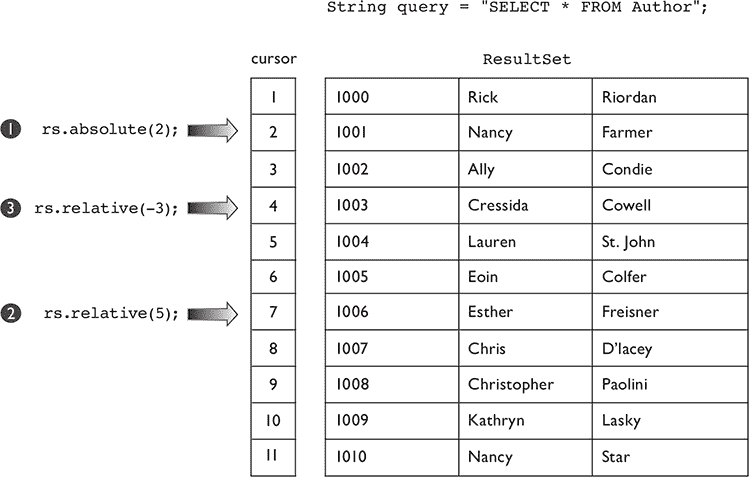 String query = "SELECT * FROM Author";
cursor ResultSet
1 1000 Rick Riordan
1 rs.absolute(2); 2 1001 Nancy Farmer
3 1002 Ally Condie
3 rs.relative(-3); 4 1003 Cressida Cowell
5 1004 Lauren St. John
6 1005 Eoin Colfer
2 rs.relative(5); 7 1006 Esther Freisner
8 1007 Chris D'lacey
9 1008 Christopher Paolini
10 1009 Kathryn Lasky
11 1010 Nancy Star